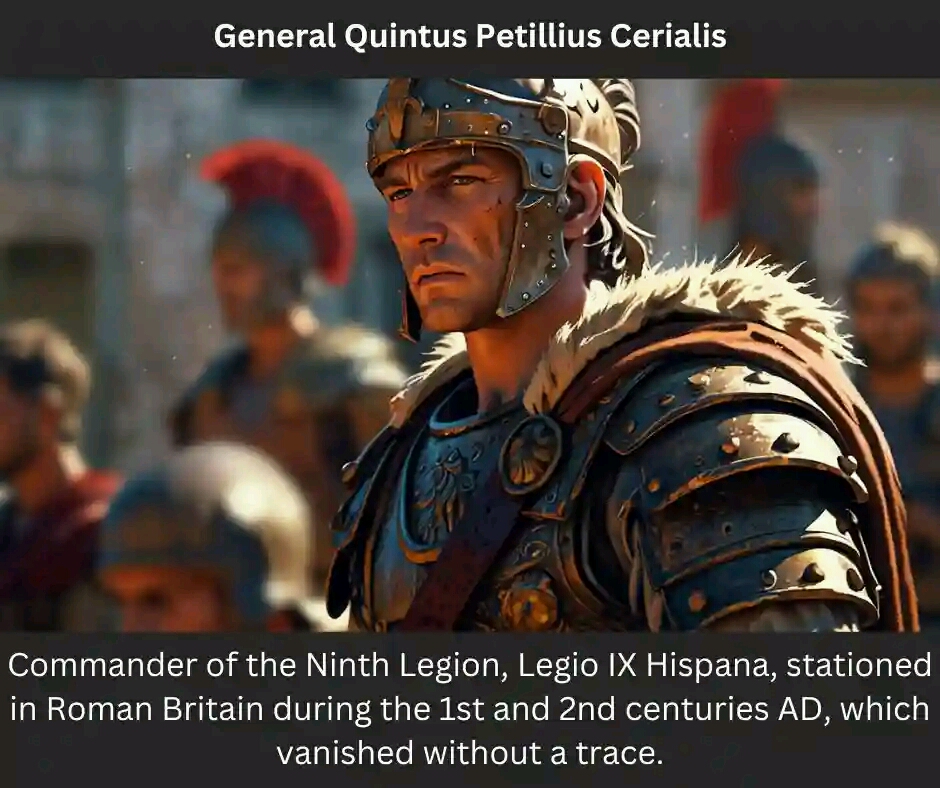 General Quintus Petillius Cerialis
Commander of the Ninth Legion, Legio IX Hispana, stationed
in Roman Britain during the 1st and 2nd centuries AD, which
vanished without a trace.